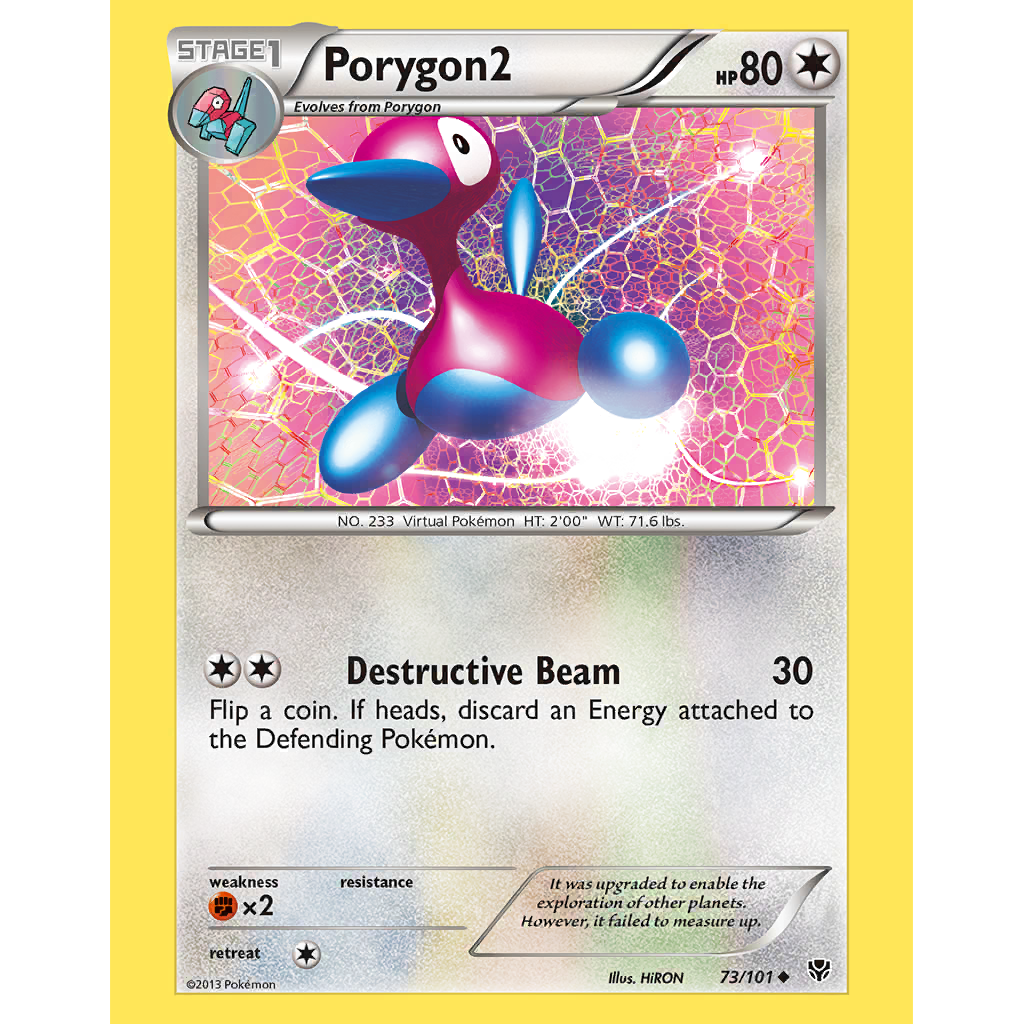 STAGE1
Porygon2
HP80
Evolves from Porygon
NO. 233 Virtual Pokémon HT: 2'00" WT: 71.6 lbs.
Destructive Beam 30
Flip a coin. If heads, discard an Energy attached to
the Defending Pokémon.
weakness resistance
×2
It was upgraded to enable the
exploration of other planets.
However, it failed to measure up.
retreat
Illus. HiRON 73/101
©2013 Pokémon